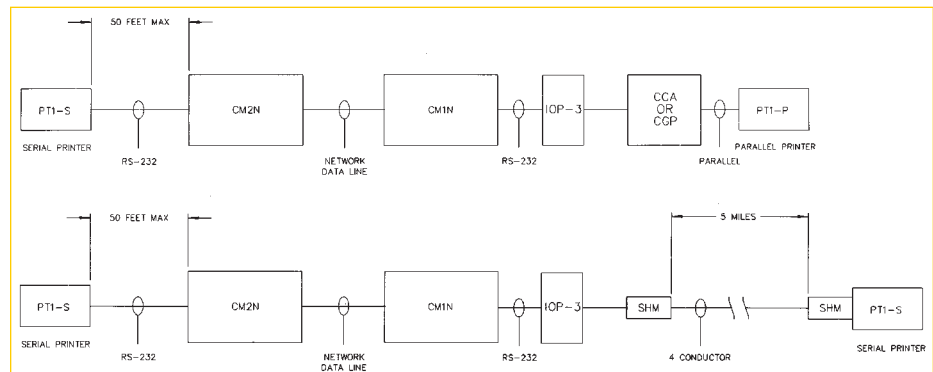 50 FEET MAX
PT1-S
CM2N
CM1N
IOP-3
CCA
OR
CGP
PT1-P
SERIAL PRINTER
RS-232
NETWORK
DATA LINE
RS-232
PARALLEL
PARALLEL PRINTER
50 FEET MAX
5 MILES
PT1-S
CM2N
CM1N
IOP-3
SHM
SHM
PT1-S
SERIAL PRINTER
RS-232
NETWORK
DATA LINE
RS-232
4 CONDUCTOR
SERIAL PRINTER